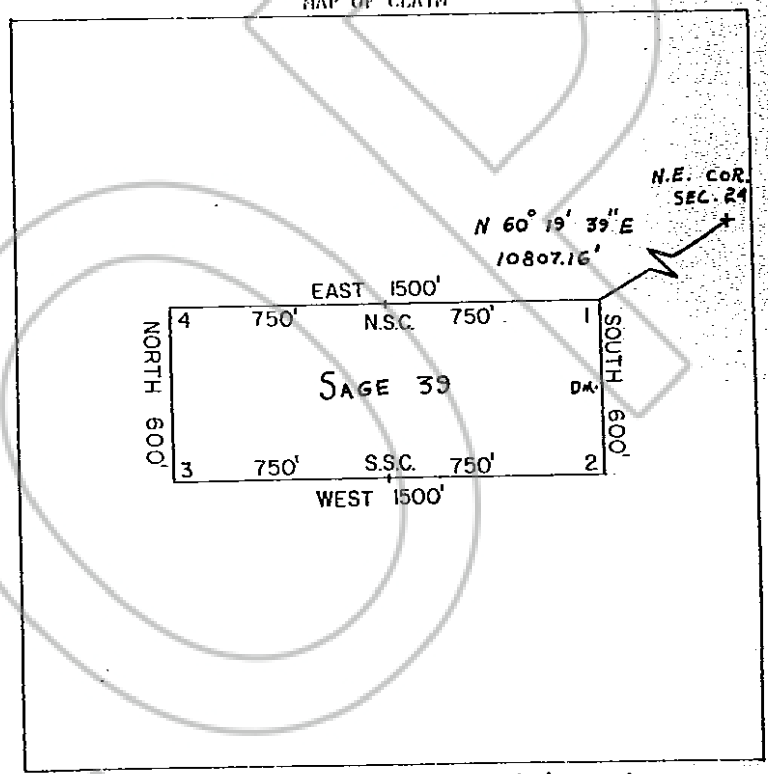 MAP OF CLAIM
N.E. COR.
SEC. 24
N 60° 19' 39" E
10807.16'
EAST 1500'
4 750' N.S.C. 750' 1
NORTH 600'
SOUTH 600'
SAGE 39
D.M.
3 750' S.S.C. 750' 2
WEST 1500'